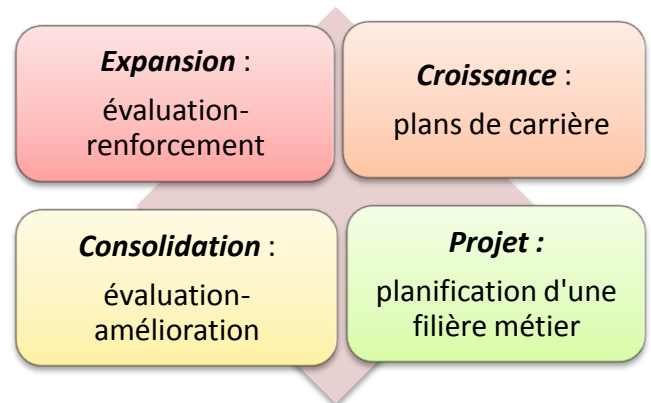 Expansion :
évaluation-
renforcement
Croissance :
plans de carrière
Consolidation :
évaluation-
amélioration
Projet :
planification d'une
filière métier